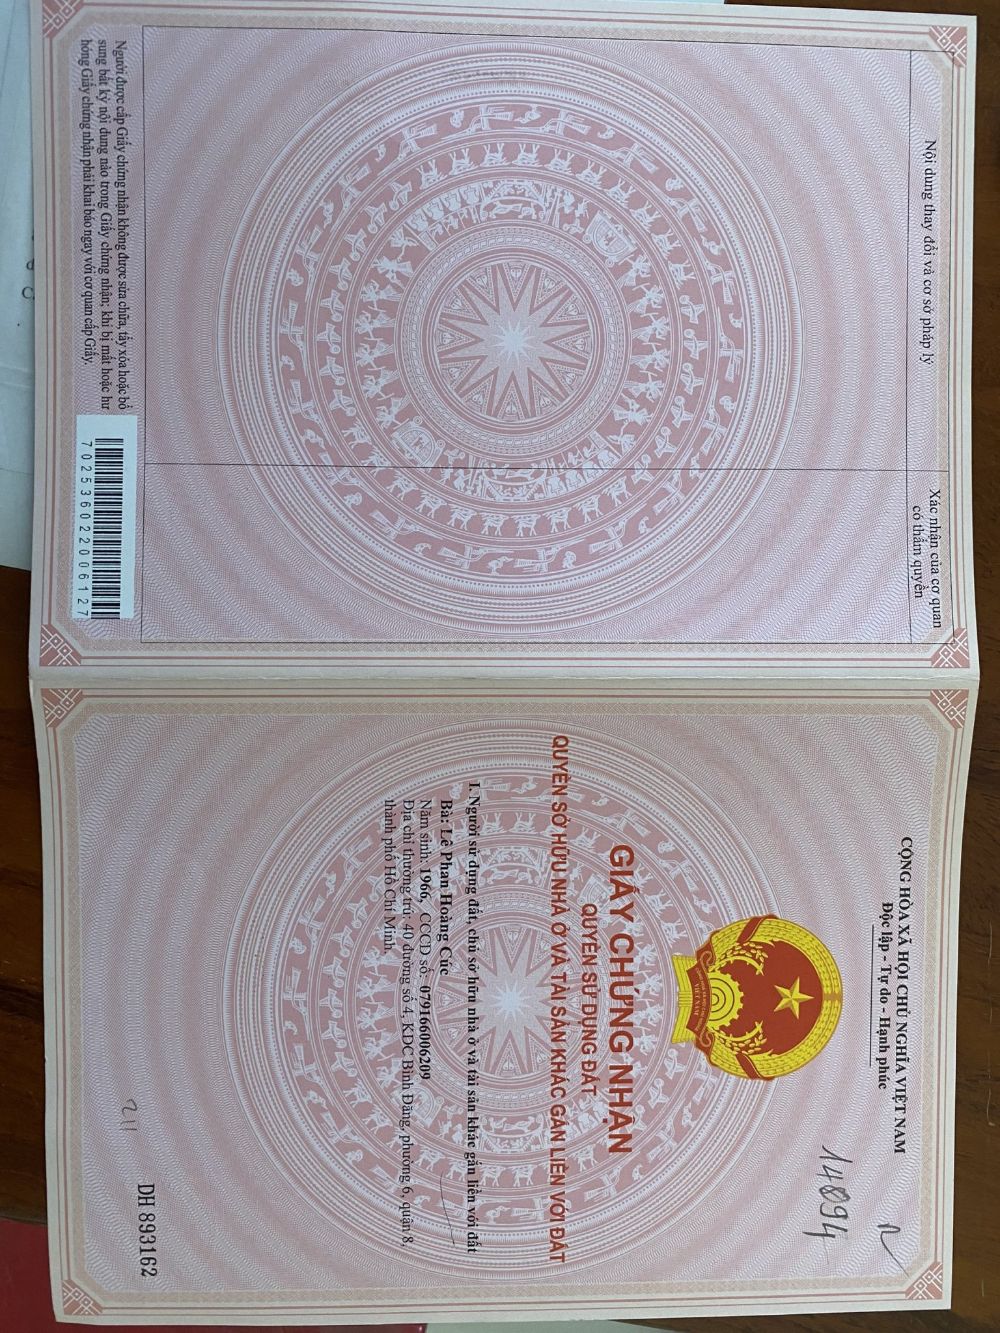 Nội dung thay đổi và cơ sở pháp lý
Xác nhận của cơ quan
có thẩm quyền
Người được cấp Giấy chứng nhận không được sửa chữa, tẩy xóa hoặc bổ
sung bất kỳ nội dung nào trong Giấy chứng nhận; khi bị mất hoặc hư
hỏng Giấy chứng nhận phải khai báo ngay với cơ quan cấp Giấy.
702536022006127
CỘNG HÒA XÃ HỘI CHỦ NGHĨA VIỆT NAM
Độc lập - Tự do - Hạnh phúc
14894
VIỆT NAM
GIẤY CHỨNG NHẬN
QUYỀN SỬ DỤNG ĐẤT
QUYỀN SỞ HỮU NHÀ Ở VÀ TÀI SẢN KHÁC GẮN LIỀN VỚI ĐẤT
I. Người sử dụng đất, chủ sở hữu nhà ở và tài sản khác gắn liền với đất
Bà: Lê Phan Hoàng Cúc
Năm sinh: 1966, CCCD số: 079166006209
Địa chỉ thường trú: 40 đường số 4, KDC Bình Đăng, phường 6, quận 8,
thành phố Hồ Chí Minh.
211
DH 893162